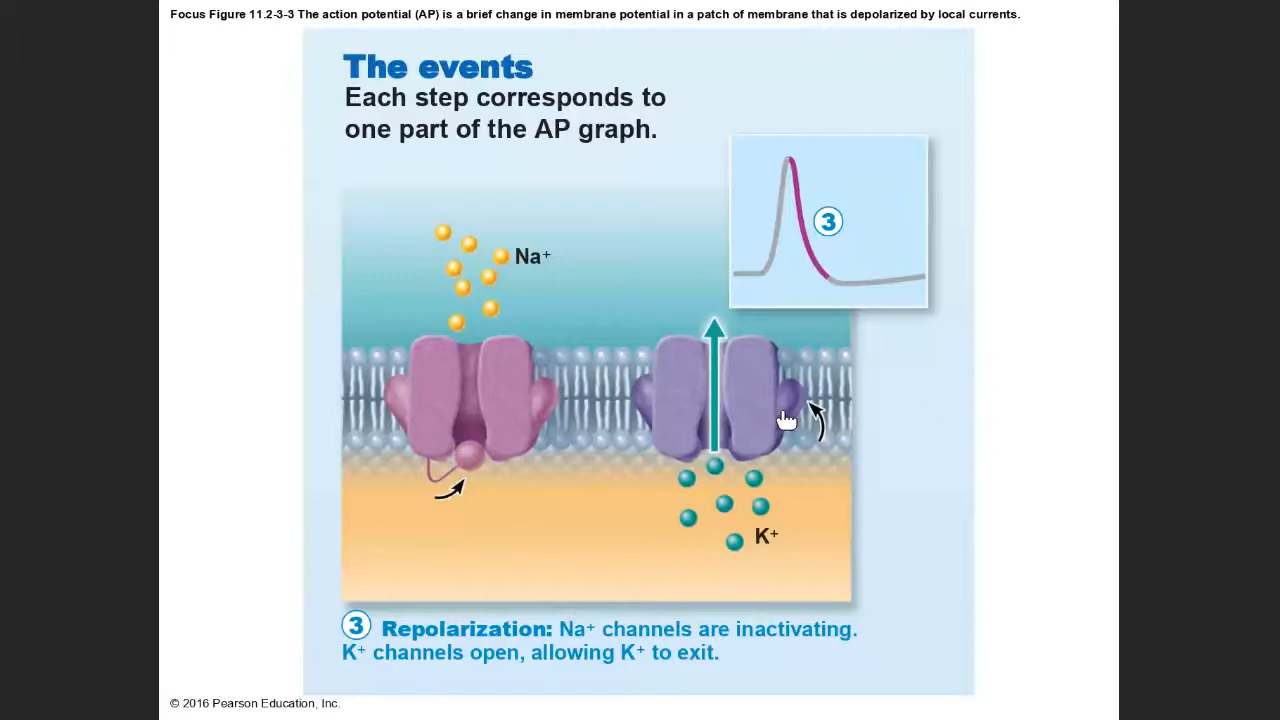 Focus Figure 11.2-3-3 The action potential (AP) is a brief change in membrane potential in a patch of membrane that is depolarized by local currents.
The events
Each step corresponds to
one part of the AP graph.
3
Na⁺
K⁺
3 Repolarization: Na⁺ channels are inactivating.
K⁺ channels open, allowing K⁺ to exit.
© 2016 Pearson Education, Inc.